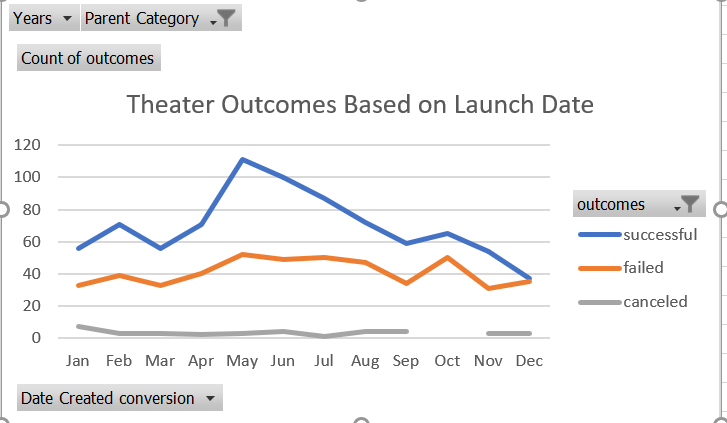 Years Parent Category
Count of outcomes
Theater Outcomes Based on Launch Date
120
100
80
60
40
20
0
Jan Feb Mar Apr May Jun Jul Aug Sep Oct Nov Dec
outcomes
successful
failed
canceled
Date Created conversion